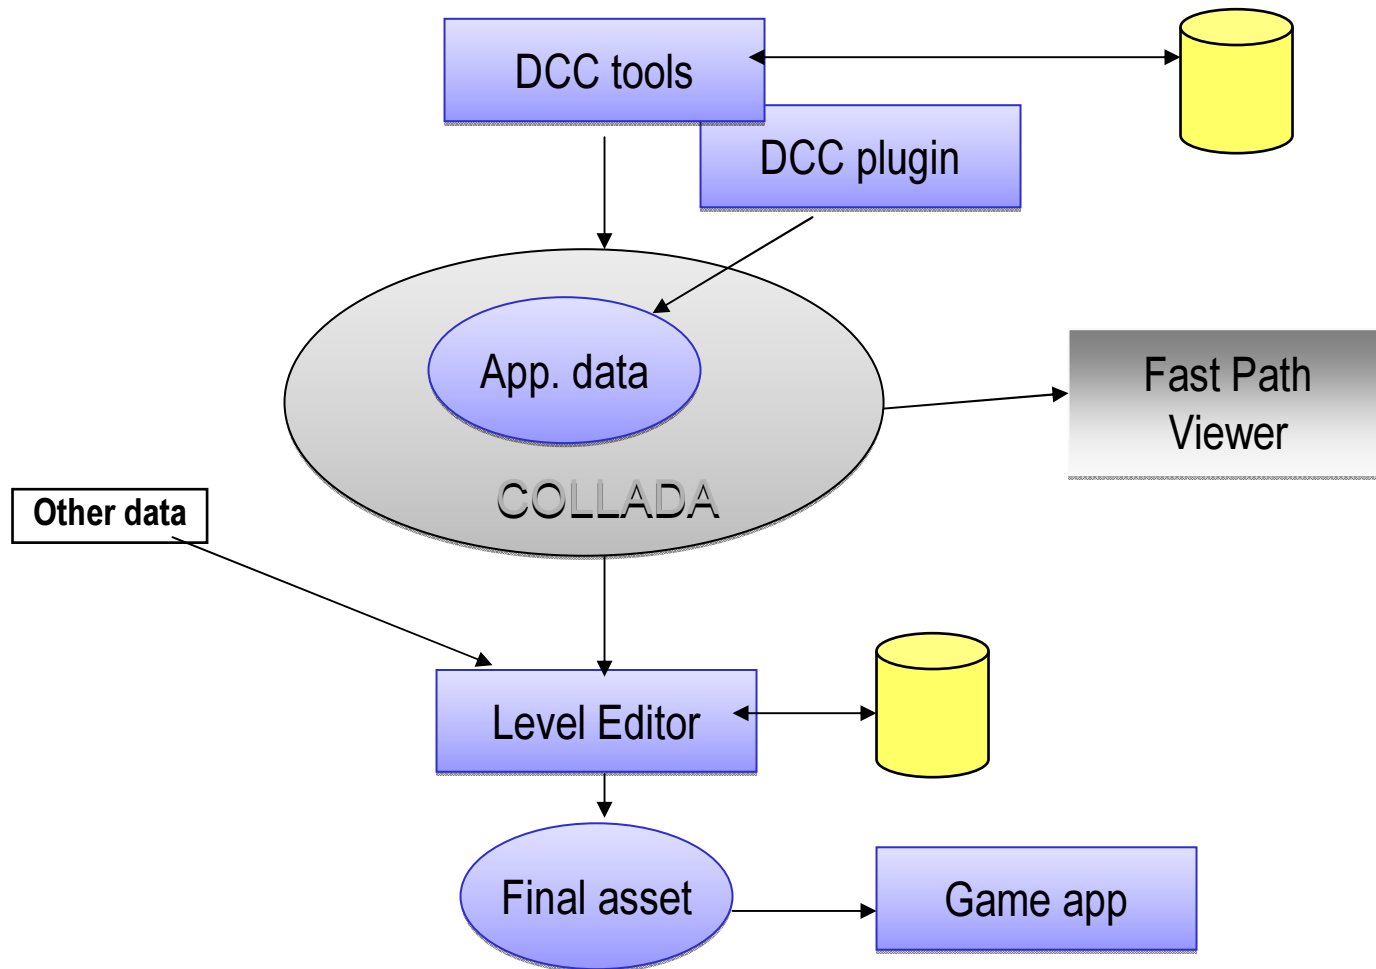 DCC tools
DCC plugin
App. data
Fast Path
Viewer
COLLADA
Other data
Level Editor
Final asset
Game app